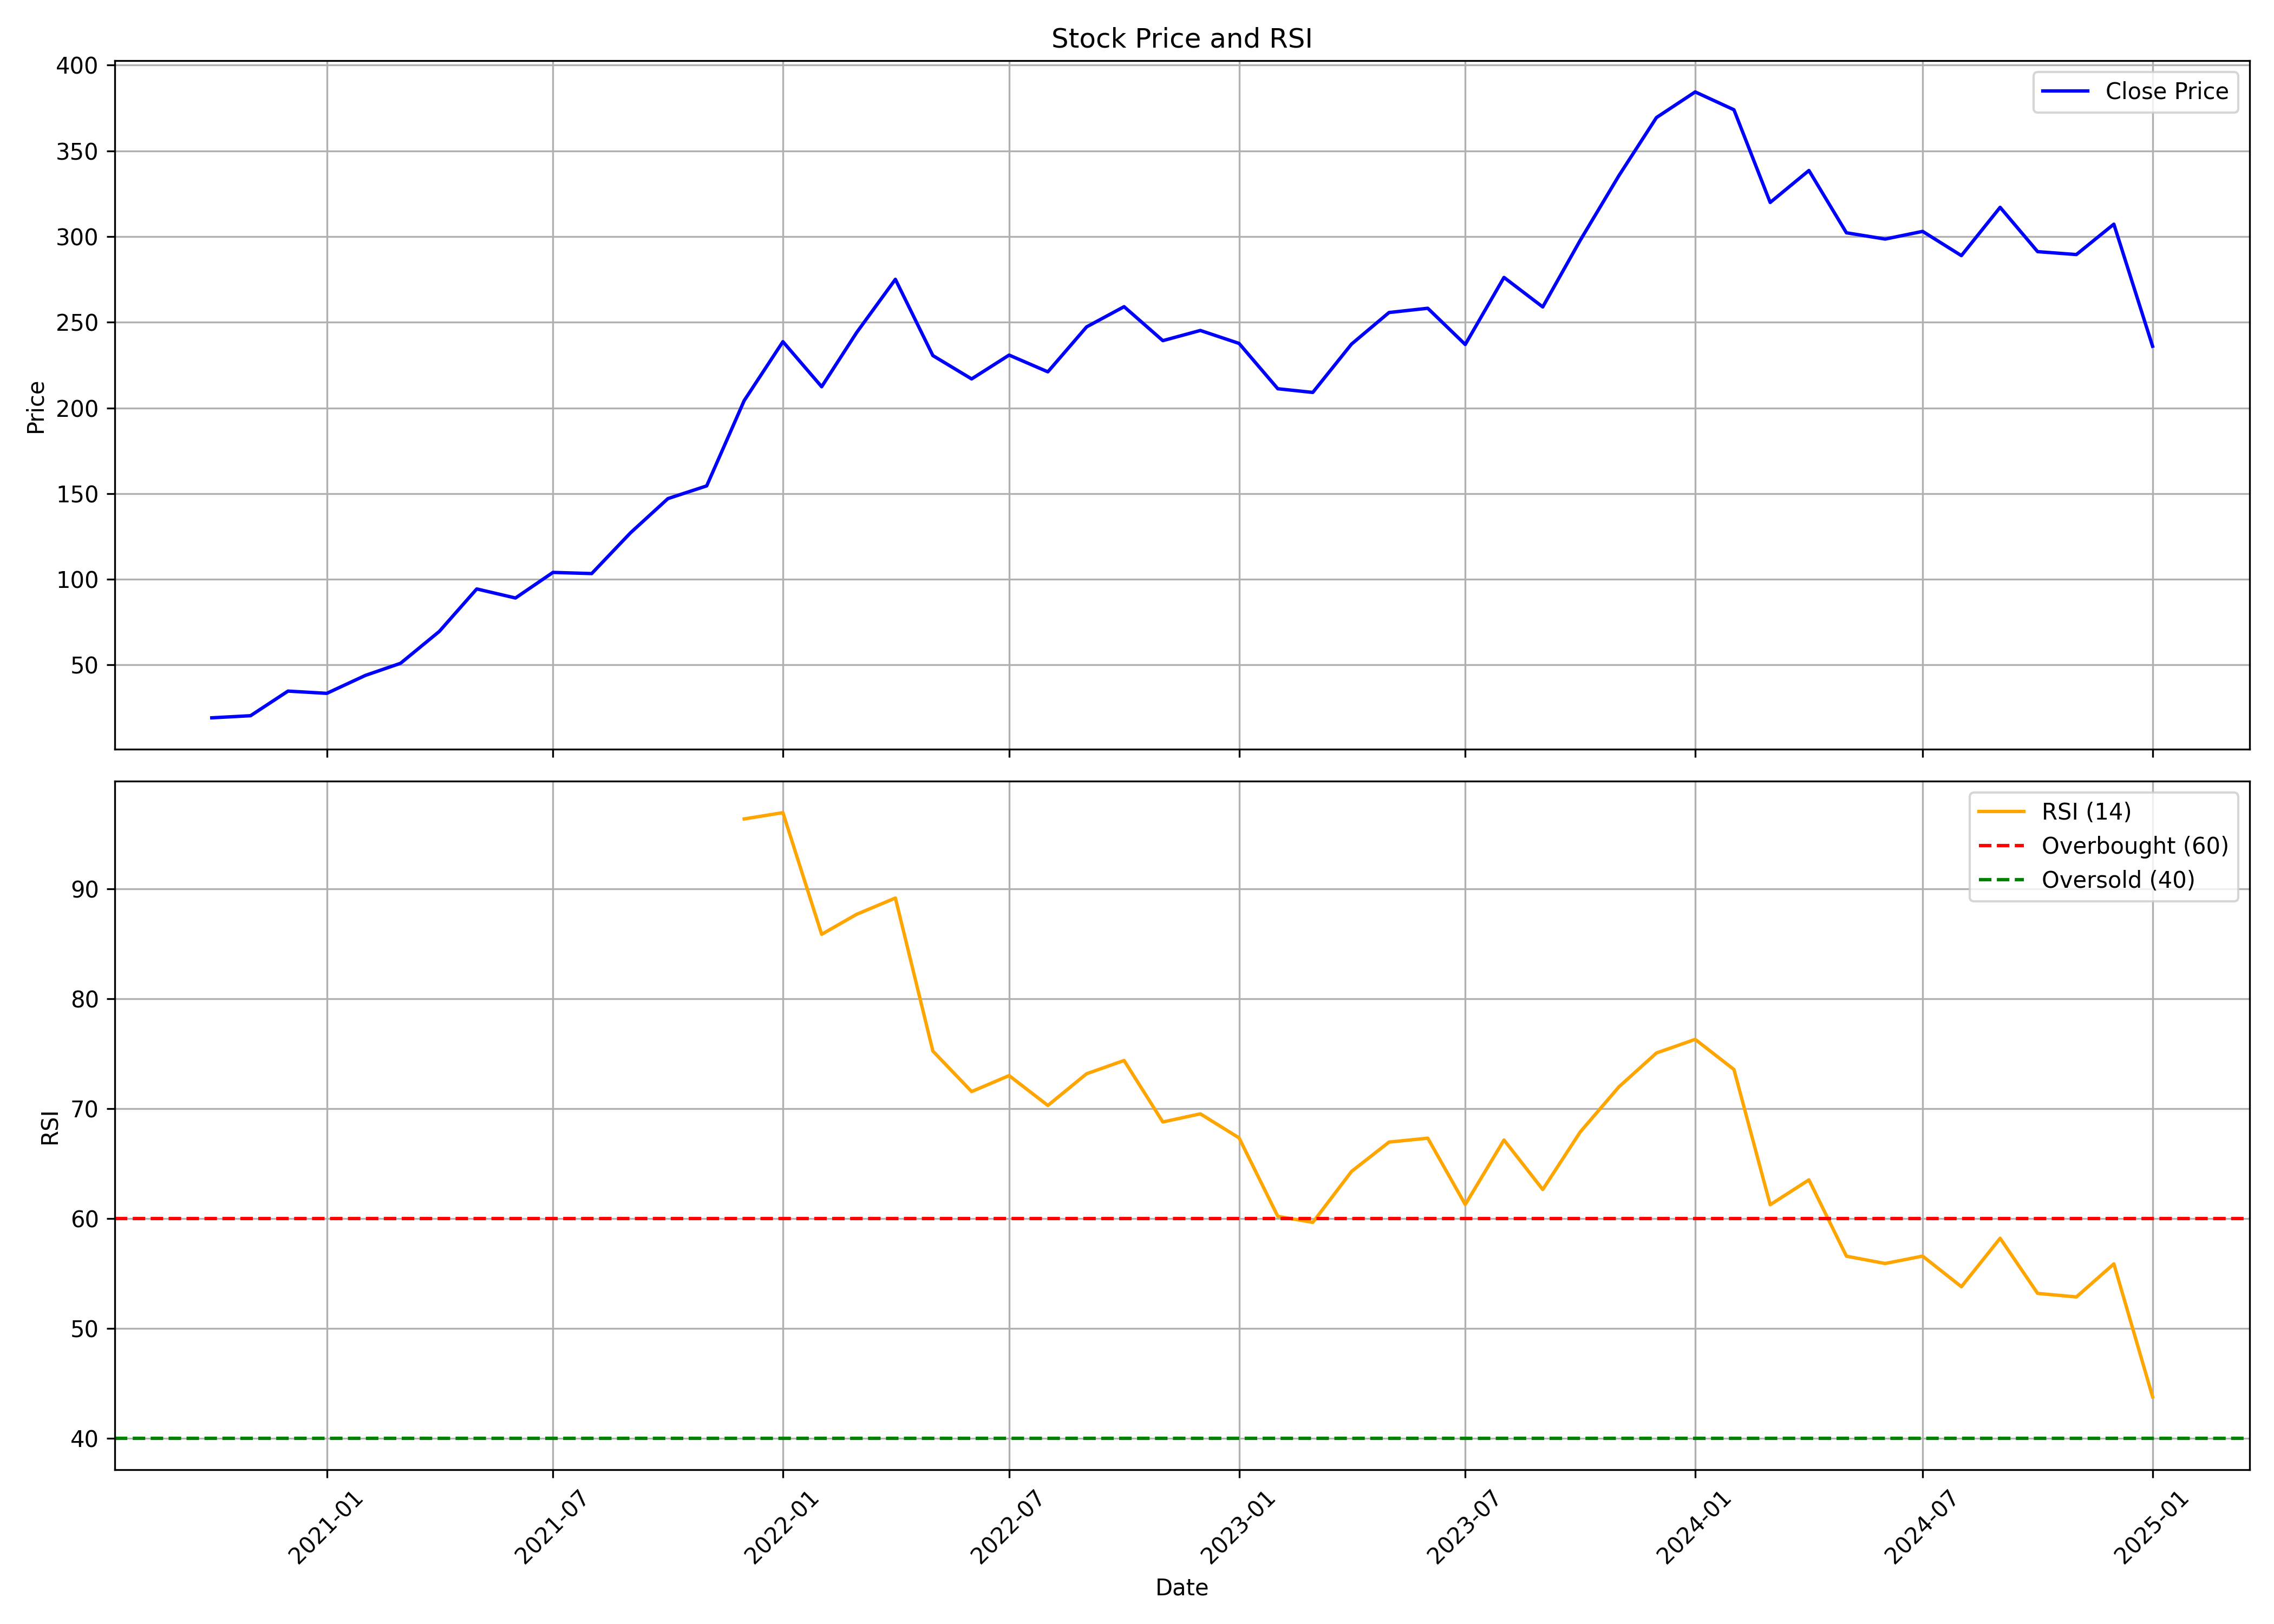 Stock Price and RSI
400
350
300
250
200
150
100
50
Price
Close Price
90
80
70
60
50
40
RSI
RSI (14)
Overbought (60)
Oversold (40)
2021-01
2021-07
2022-01
2022-07
2023-01
2023-07
2024-01
2024-07
2025-01
Date